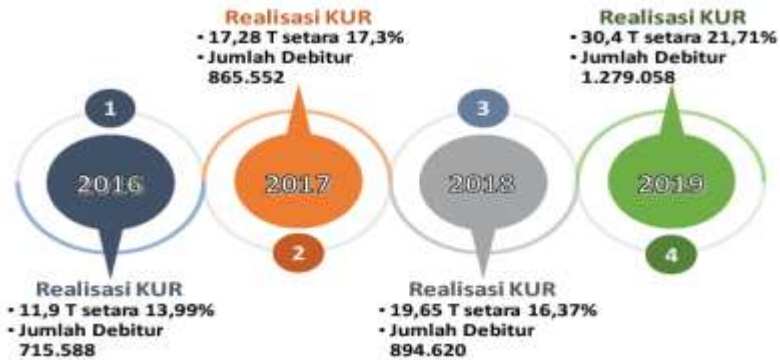 1
2016
Realisasi KUR
• 11,9 T setara 13,99%
• Jumlah Debitur
715.588
Realisasi KUR
• 17,28 T setara 17,3%
• Jumlah Debitur
865.552
2017
2
3
2018
Realisasi KUR
• 19,65 T setara 16,37%
• Jumlah Debitur
894.620
Realisasi KUR
• 30,4 T setara 21,71%
• Jumlah Debitur
1.279.058
2019
4